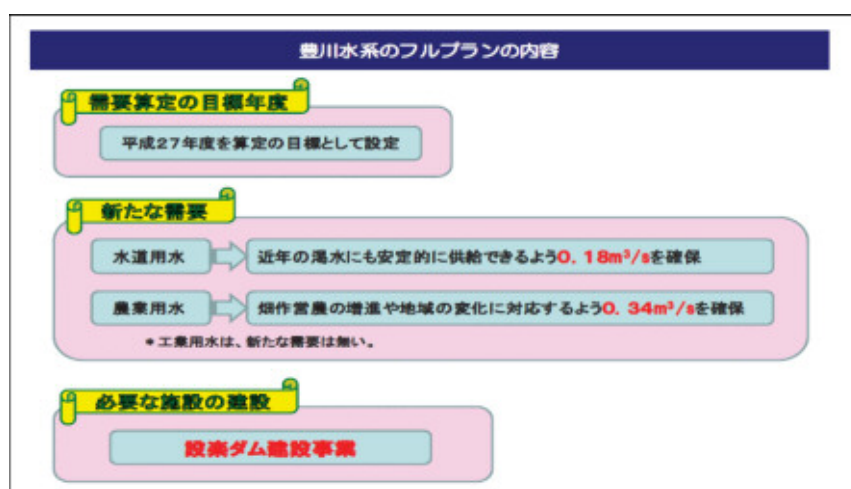 豊川水系のフルプランの内容
需要算定の目標年度
平成27年度を算定の目標として設定
新たな需要
水道用水
近年の渇水にも安定的に供給できるよう0.18m³/sを確保
農業用水
畑作営農の増進や地域の変化に対応するよう0.34m³/sを確保
*工業用水は、新たな需要は無い。
必要な施設の建設
設楽ダム建設事業